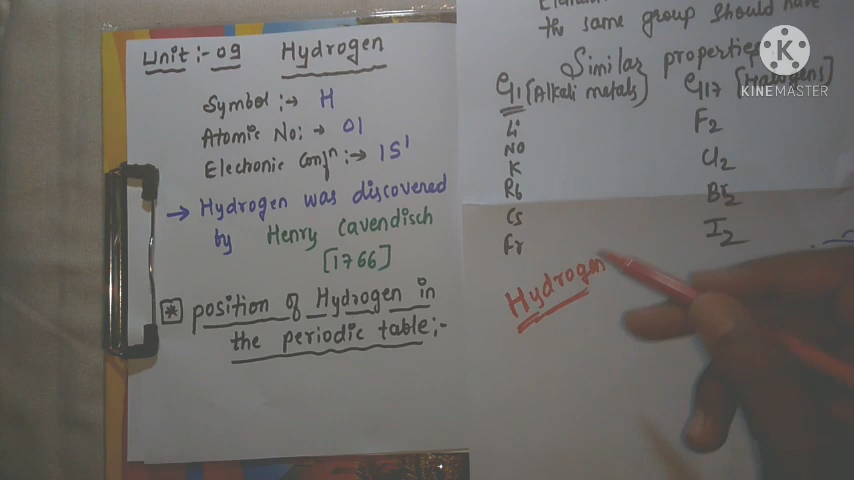 Unit :- 09 Hydrogen
Symbol :→ H
Atomic No: → 01
Electronic Confⁿ :→ 1S¹
→ Hydrogen was discovered
by Henry Cavendisch
[1766]
* position of Hydrogen in
the periodic table:-
the same group should have
Similar properties
G1 [Alkali metals]
Li
NO
K
Rb
Cs
Fr
G17 [Halogens]
F2
Cl2
Br2
I2
Hydrogen
K
KINEMASTER